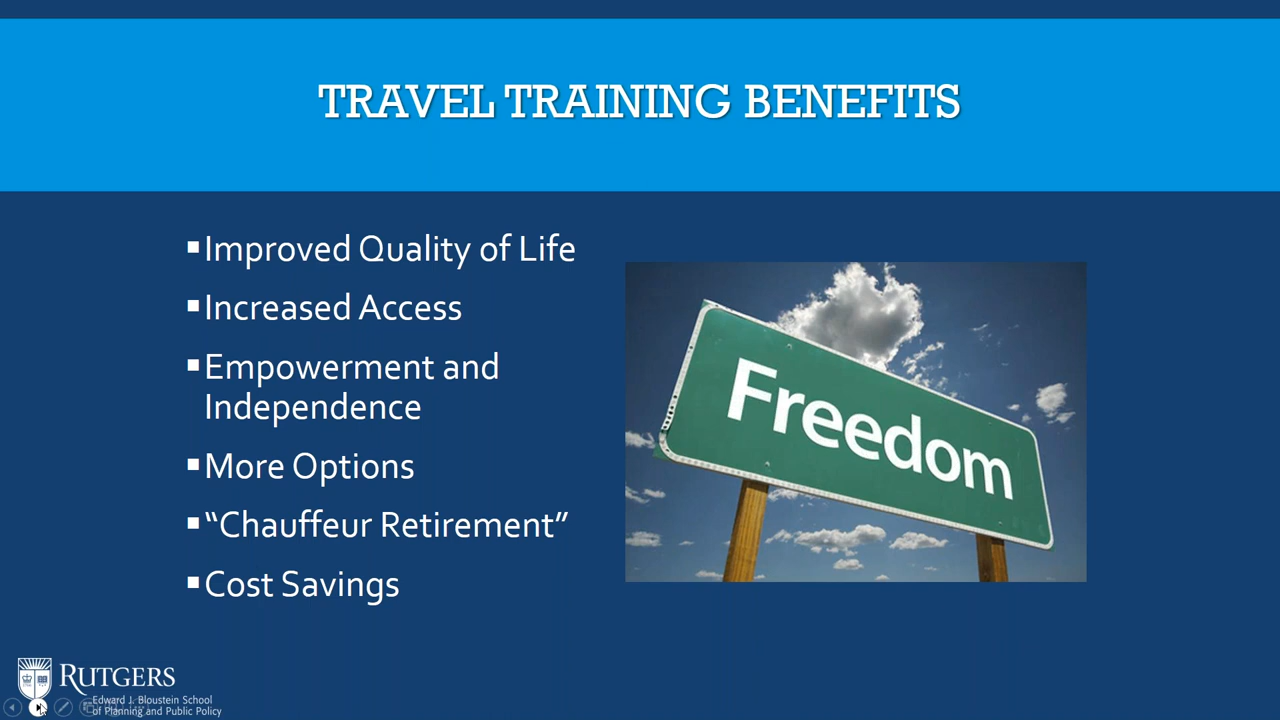 TRAVEL TRAINING BENEFITS
▪Improved Quality of Life
▪Increased Access
▪Empowerment and
Independence
▪More Options
▪“Chauffeur Retirement”
▪Cost Savings
Freedom
RUTGERS
Edward J. Bloustein School
of Planning and Public Policy